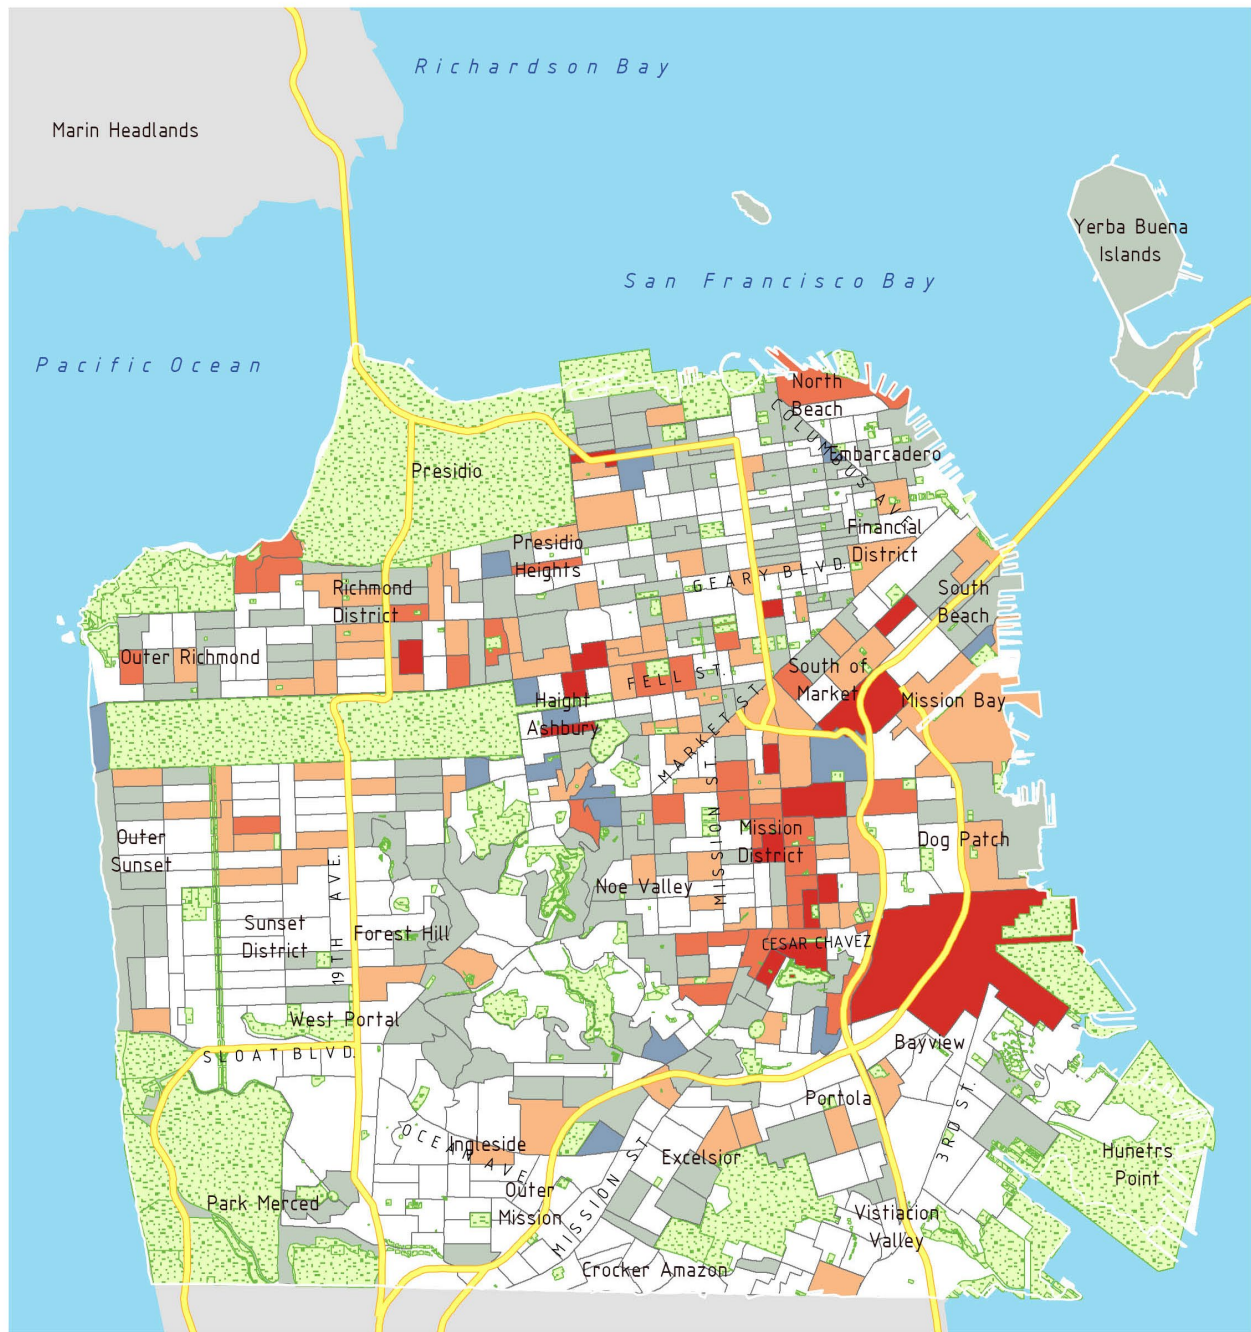 Richardson Bay
Marin Headlands
Yerba Buena
Islands
San Francisco Bay
Pacific Ocean
North
Beach
COLUMBUS AVE
Embarcadero
Presidio
Financial
District
Presidio
Heights
GEARY BLVD.
Richmond
District
South
Beach
Outer Richmond
FELL ST.
South of
Market
Haight
Ashbury
MARKET ST.
Mission Bay
MISSION ST.
Outer
Sunset
Mission
District
Dog Patch
19TH AVE.
Noe Valley
Sunset
District
Forest Hill
CESAR CHAVEZ
West Portal
SLOAT BLVD.
Bayview
Portola
3RD ST.
OCEAN AVE
Ingleside
Excelsior
Hunetrs
Point
Park Merced
Outer
Mission
MISSION ST
Vistiacion
Valley
Crocker Amazon